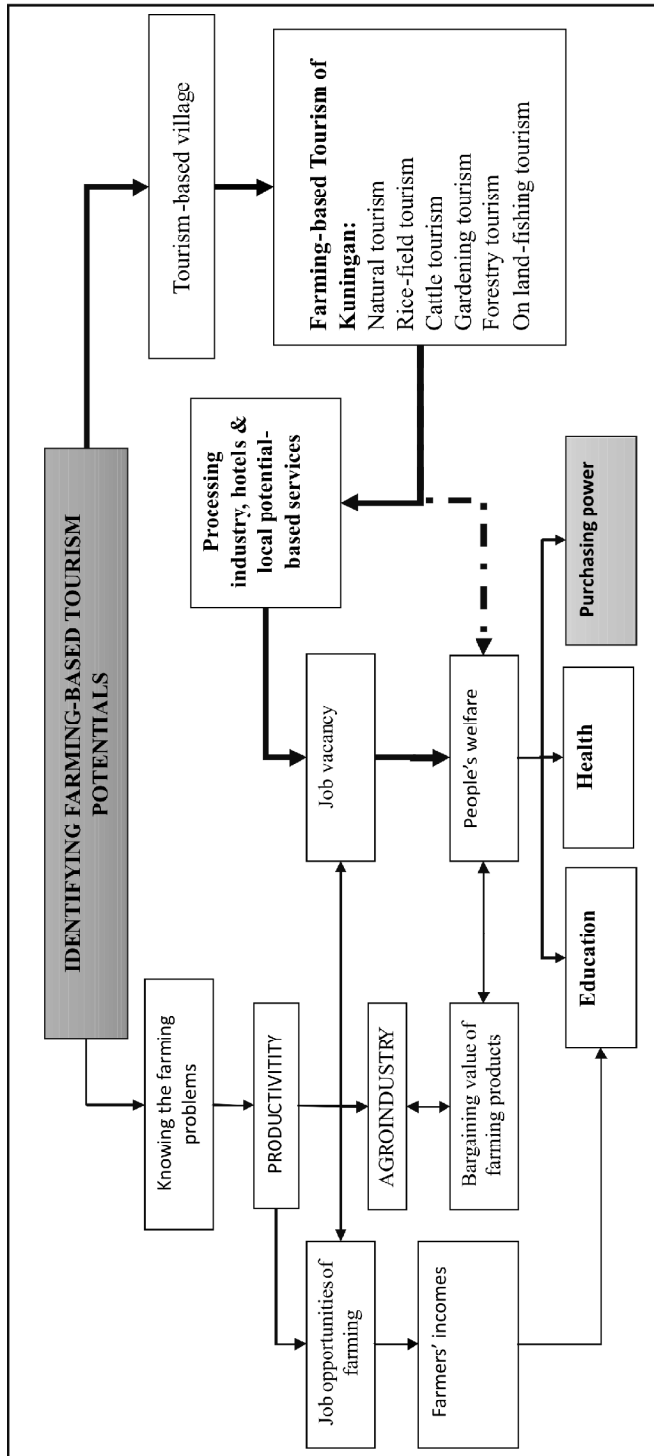 IDENTIFYING FARMING-BASED TOURISM
POTENTIALS
Knowing the farming
problems
Tourism-based village
PRODUCTIVITITY
Processing
industry, hotels &
local potential-
based services
Farming-based Tourism of
Kuningan:
Natural tourism
Rice-field tourism
Cattle tourism
Gardening tourism
Forestry tourism
On land-fishing tourism
Job opportunities of
farming
AGROINDUSTRY
Job vacancy
Farmers' incomes
Bargaining value of
farming products
People's welfare
Education
Health
Purchasing power